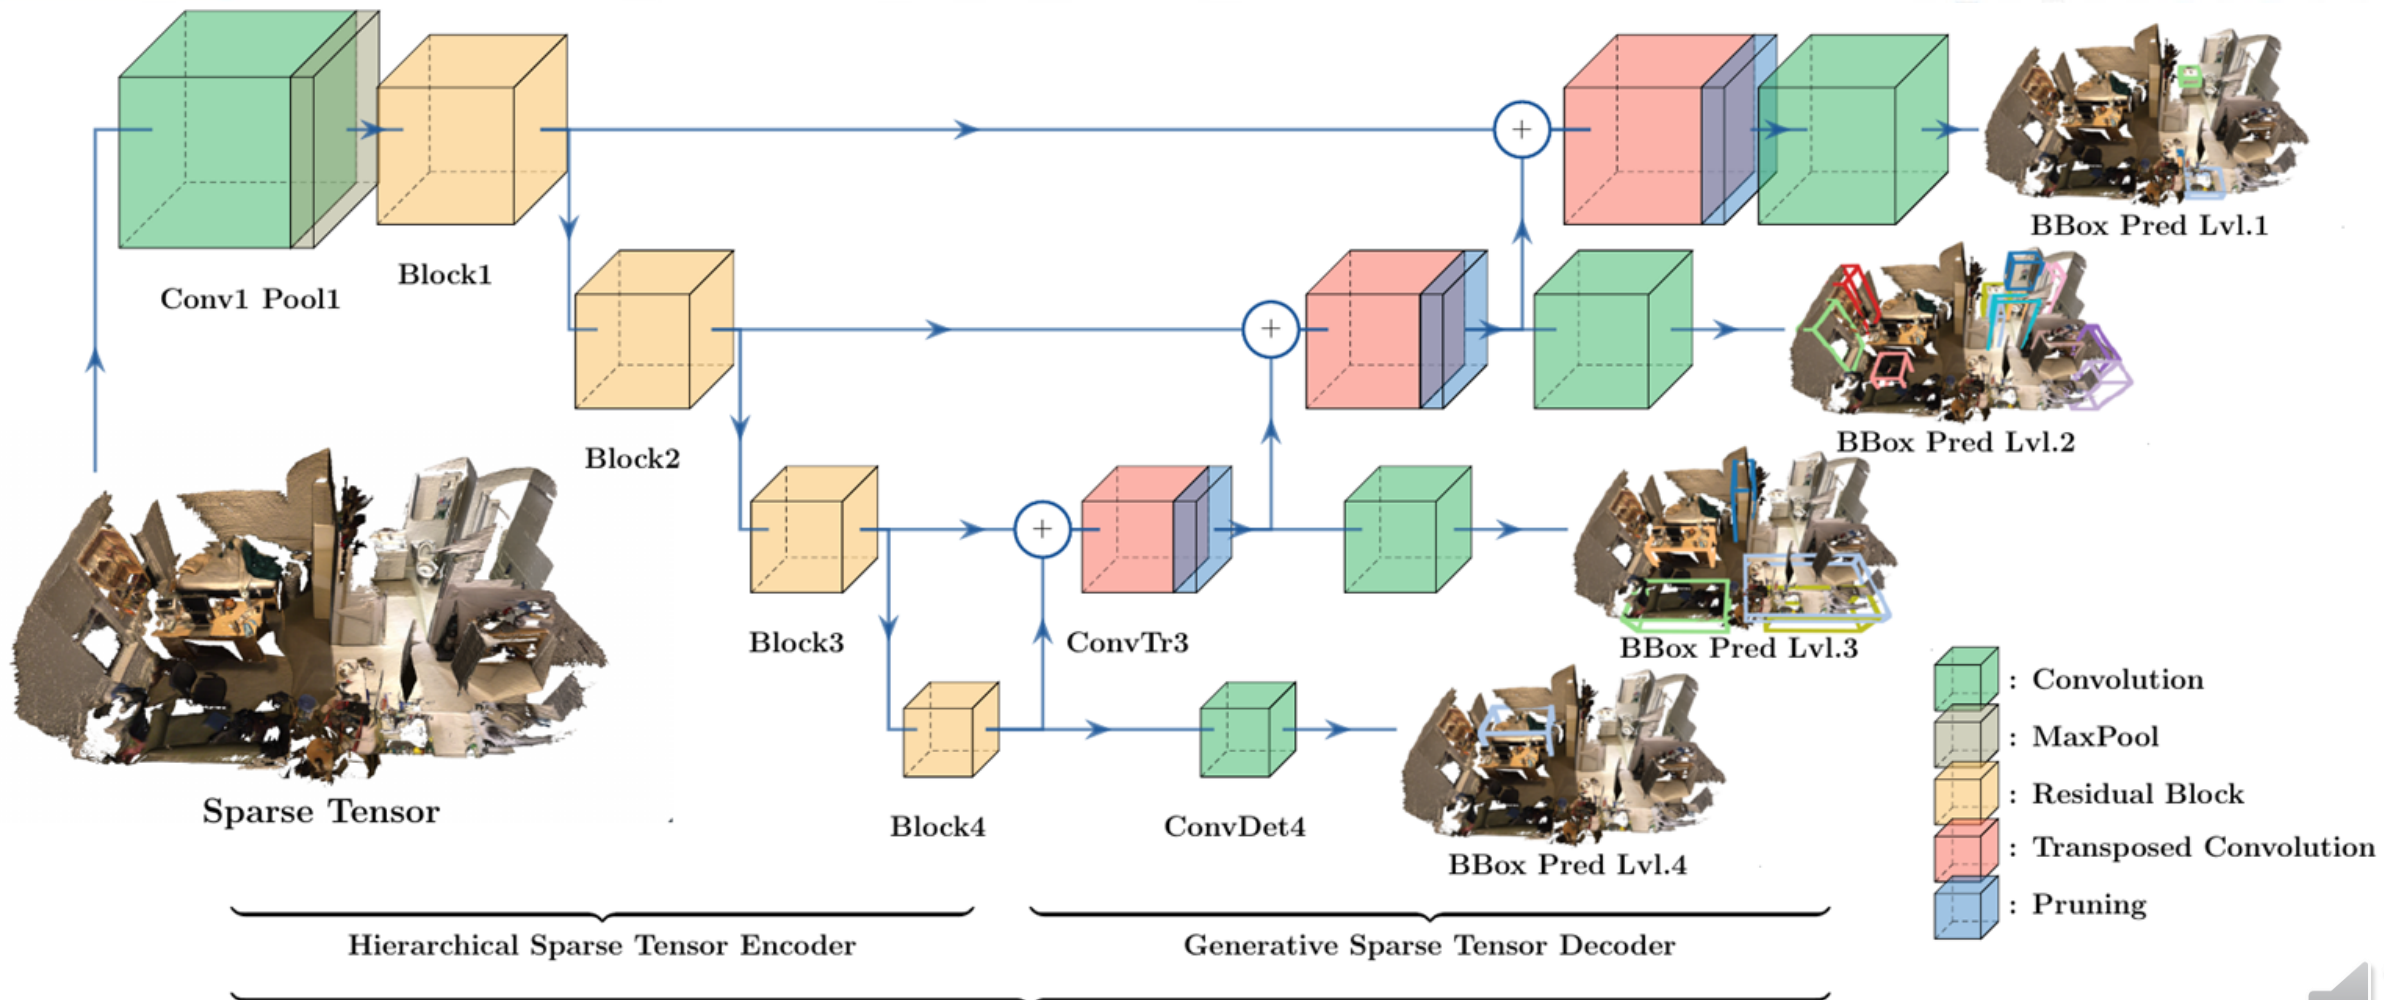 Conv1 Pool1
Block1
+
BBox Pred Lvl.1
Block2
+
BBox Pred Lvl.2
Block3
+
ConvTr3
BBox Pred Lvl.3
Sparse Tensor
Block4
ConvDet4
BBox Pred Lvl.4
: Convolution
: MaxPool
: Residual Block
: Transposed Convolution
: Pruning
Hierarchical Sparse Tensor Encoder
Generative Sparse Tensor Decoder